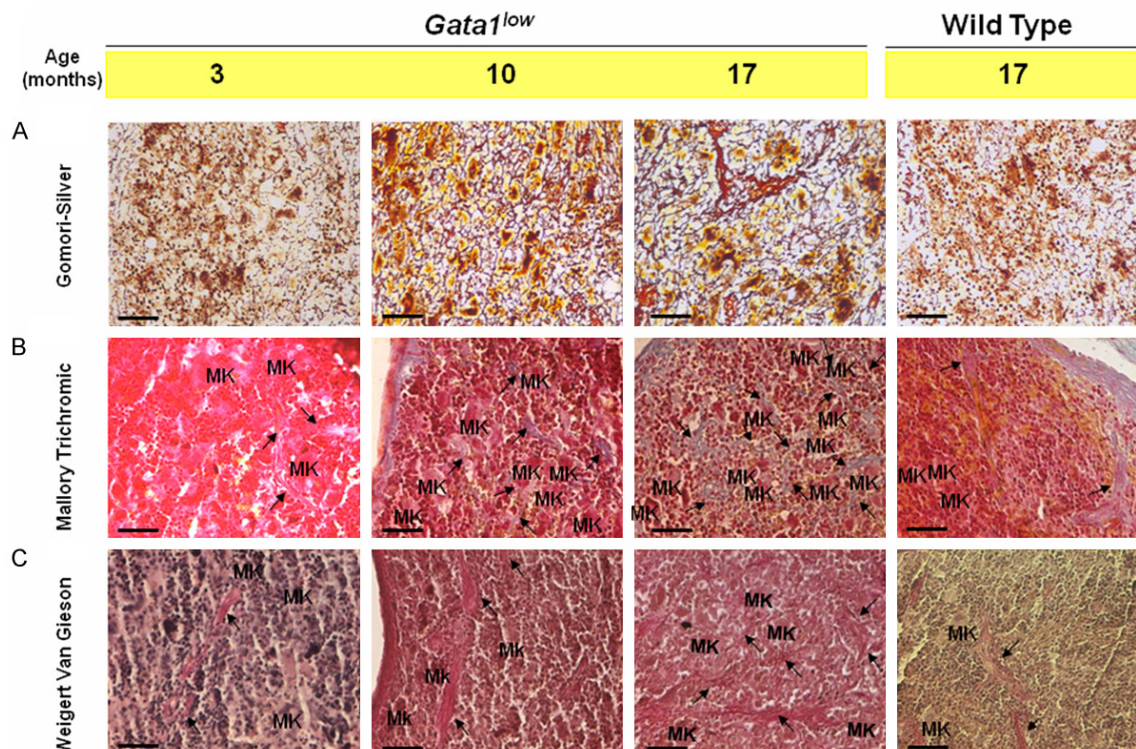 Gata1low Wild Type
Age (months) 3 10 17 17
A Gomori-Silver
B Mallory Trichromic
MK MK MK MK
MK MK MK MK MK MK MK MK
MK MK MK MK MK MK MK MK MK MK
MK MK MK
C Weigert Van Gieson
MK MK MK MK
Mk Mk Mk
MK MK MK MK MK MK
MK